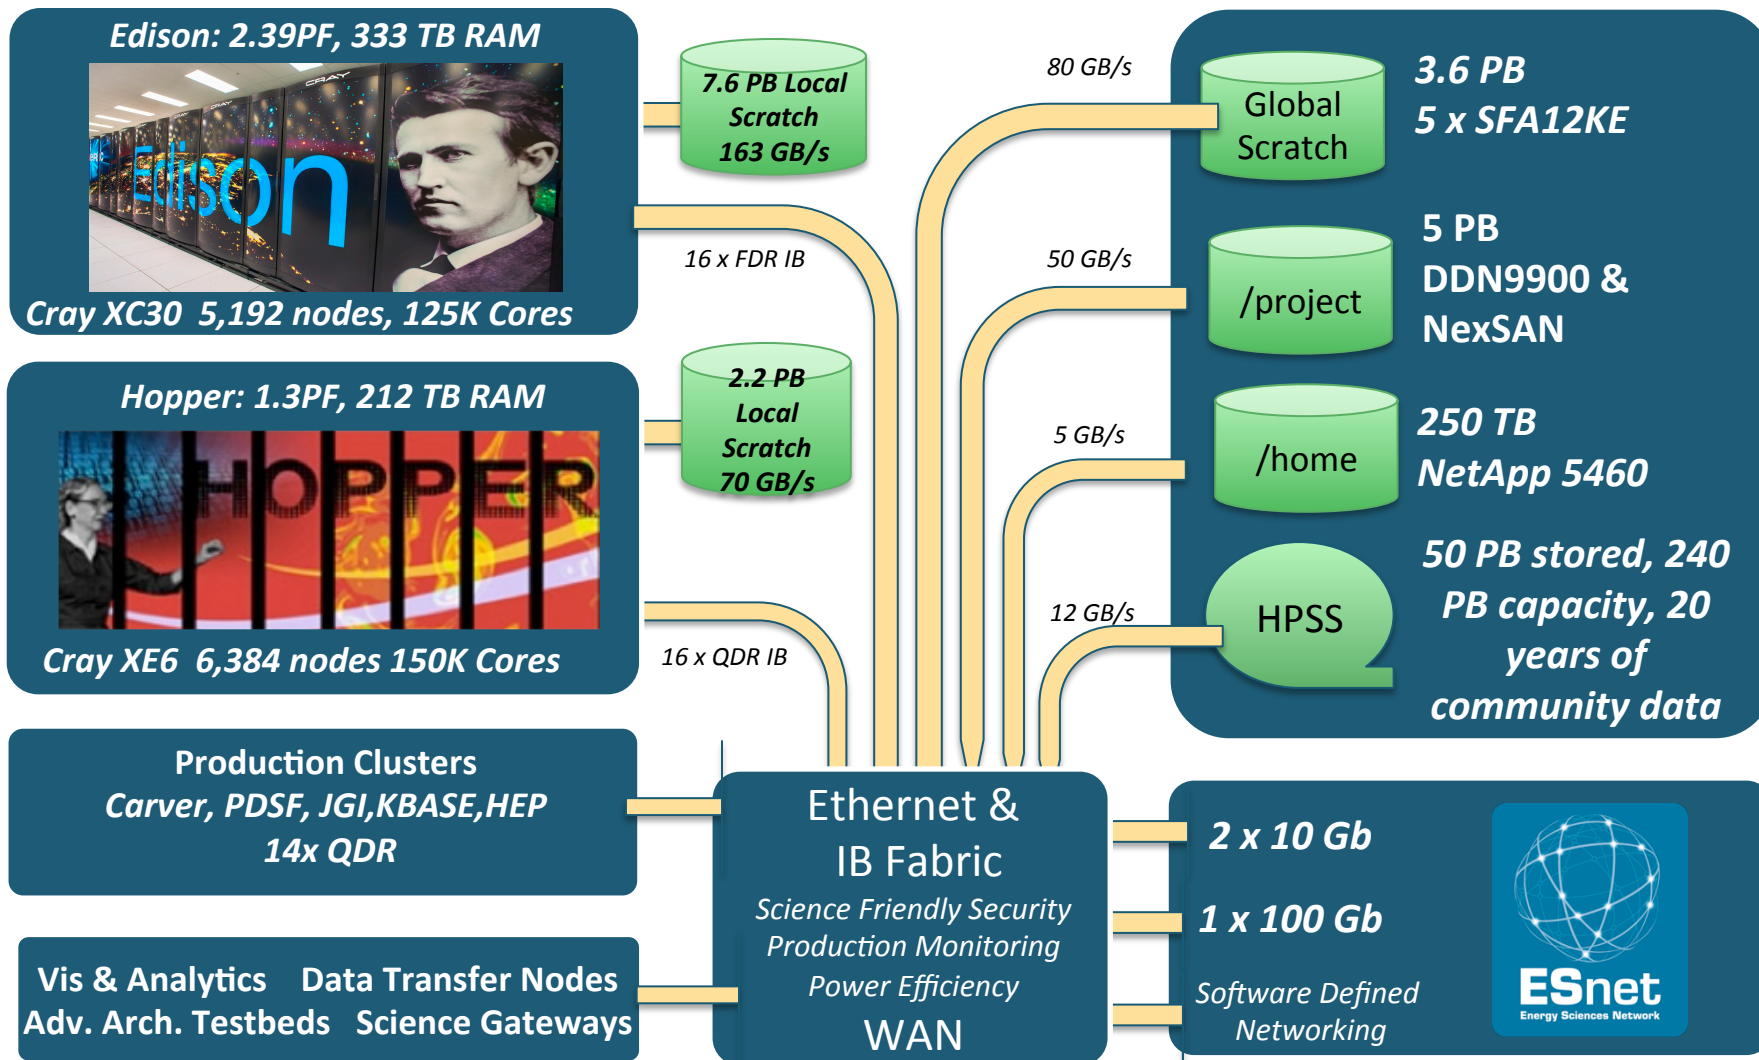 Edison: 2.39PF, 333 TB RAM
CRAY
CRAY
Edison
Cray XC30  5,192 nodes, 125K Cores
7.6 PB Local
Scratch
163 GB/s
16 x FDR IB
Hopper: 1.3PF, 212 TB RAM
HOPPER
Cray XE6  6,384 nodes 150K Cores
2.2 PB
Local
Scratch
70 GB/s
16 x QDR IB
Production Clusters
Carver, PDSF, JGI,KBASE,HEP
14x QDR
Vis & Analytics    Data Transfer Nodes
Adv. Arch. Testbeds   Science Gateways
80 GB/s
Global
Scratch
3.6 PB
5 x SFA12KE
50 GB/s
/project
5 PB
DDN9900 &
NexSAN
5 GB/s
/home
250 TB
NetApp 5460
12 GB/s
HPSS
50 PB stored, 240
PB capacity, 20
years of
community data
Ethernet &
IB Fabric
Science Friendly Security
Production Monitoring
Power Efficiency
WAN
2 x 10 Gb
1 x 100 Gb
Software Defined
Networking
ESnet
Energy Sciences Network